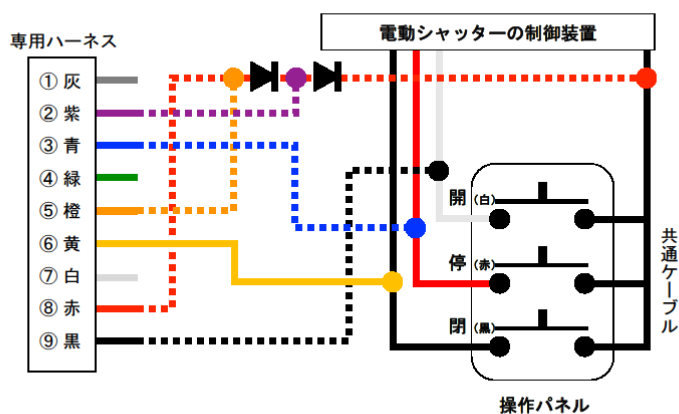 電動シャッターの制御装置
専用ハーネス
①灰
②紫
③青
④緑
⑤橙
⑥黄
⑦白
⑧赤
⑨黒
開(白)
停(赤)
閉(黒)
共通ケーブル
操作パネル